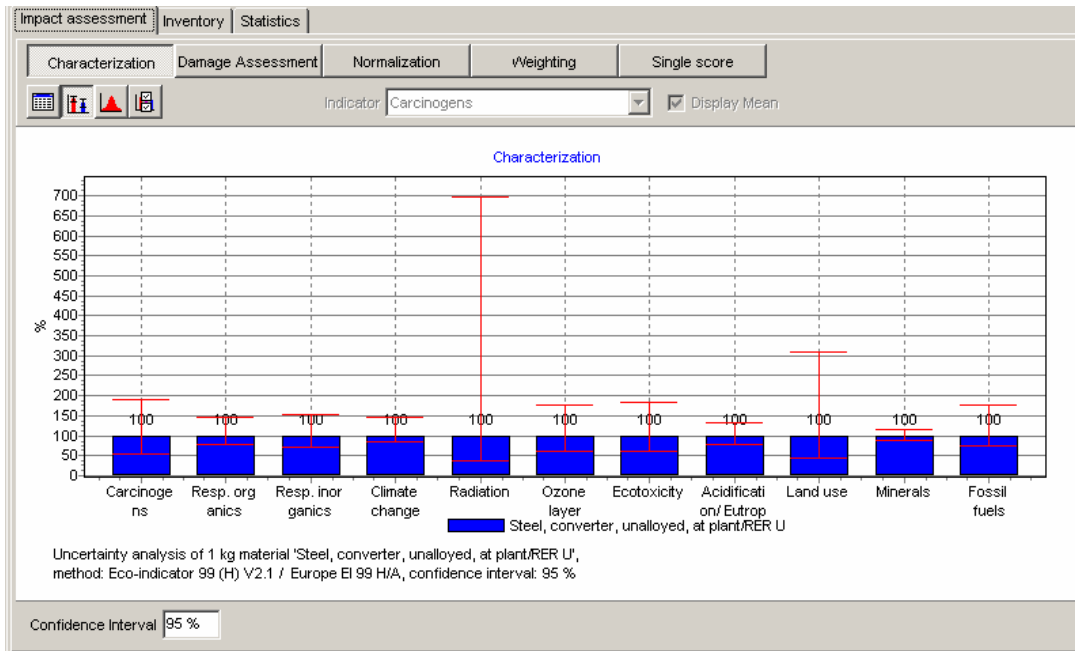 Impact assessment Inventory Statistics
Characterization Damage Assessment Normalization Weighting Single score
Indicator Carcinogens Display Mean
Characterization
700
650
600
550
500
450
400
350
300
250
200
150
100
50
0
%
100 100 100 100 100 100 100 100 100 100 100
Carcinoge Resp. org Resp. inor Climate Radiation Ozone Ecotoxicity Acidificati Land use Minerals Fossil
ns anics ganics change layer on/ Eutrop fuels
Steel, converter, unalloyed, at plant/RER U
Uncertainty analysis of 1 kg material 'Steel, converter, unalloyed, at plant/RER U',
method: Eco-indicator 99 (H) V2.1 / Europe EI 99 H/A, confidence interval: 95 %
Confidence Interval 95 %